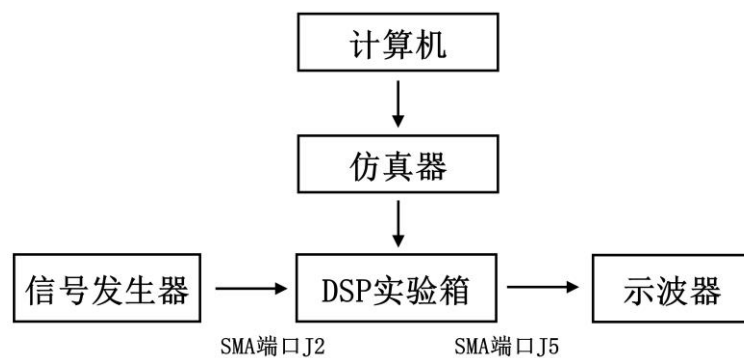 计算机
仿真器
信号发生器
DSP实验箱
示波器
SMA端口J2
SMA端口J5